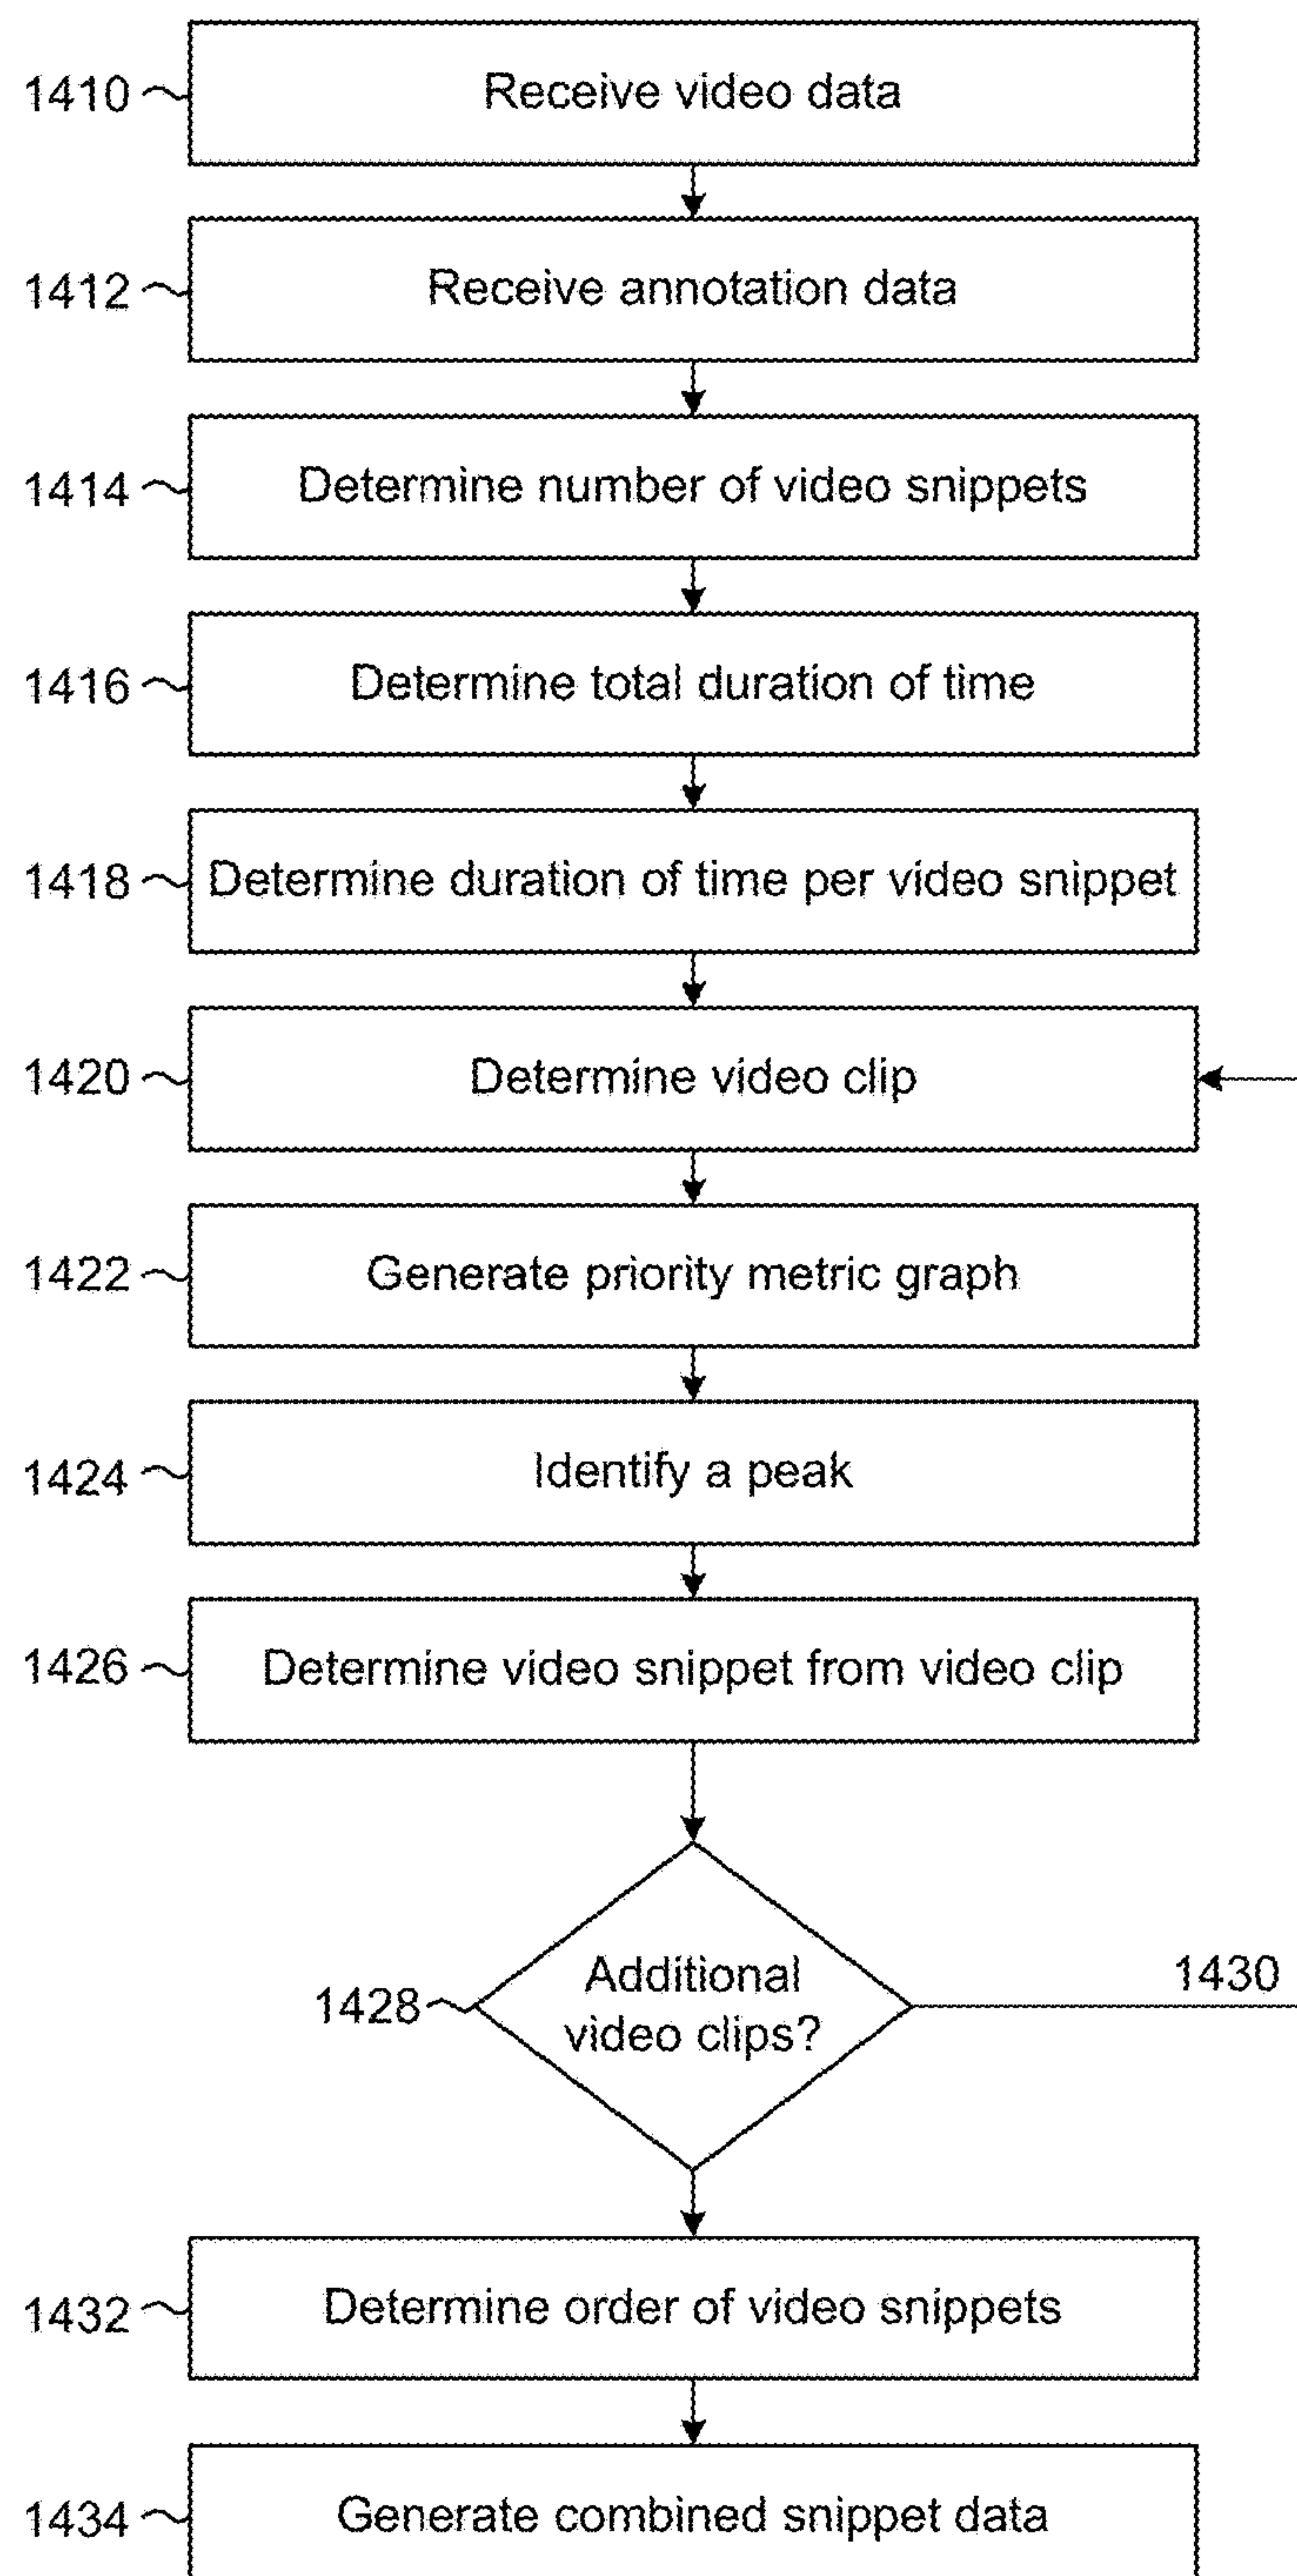 1410 Receive video data
1412 Receive annotation data
1414 Determine number of video snippets
1416 Determine total duration of time
1418 Determine duration of time per video snippet
1420 Determine video clip
1422 Generate priority metric graph
1424 Identify a peak
1426 Determine video snippet from video clip
Additional
1430
1428 video clips?
1432 Determine order of video snippets
1434 Generate combined snippet data